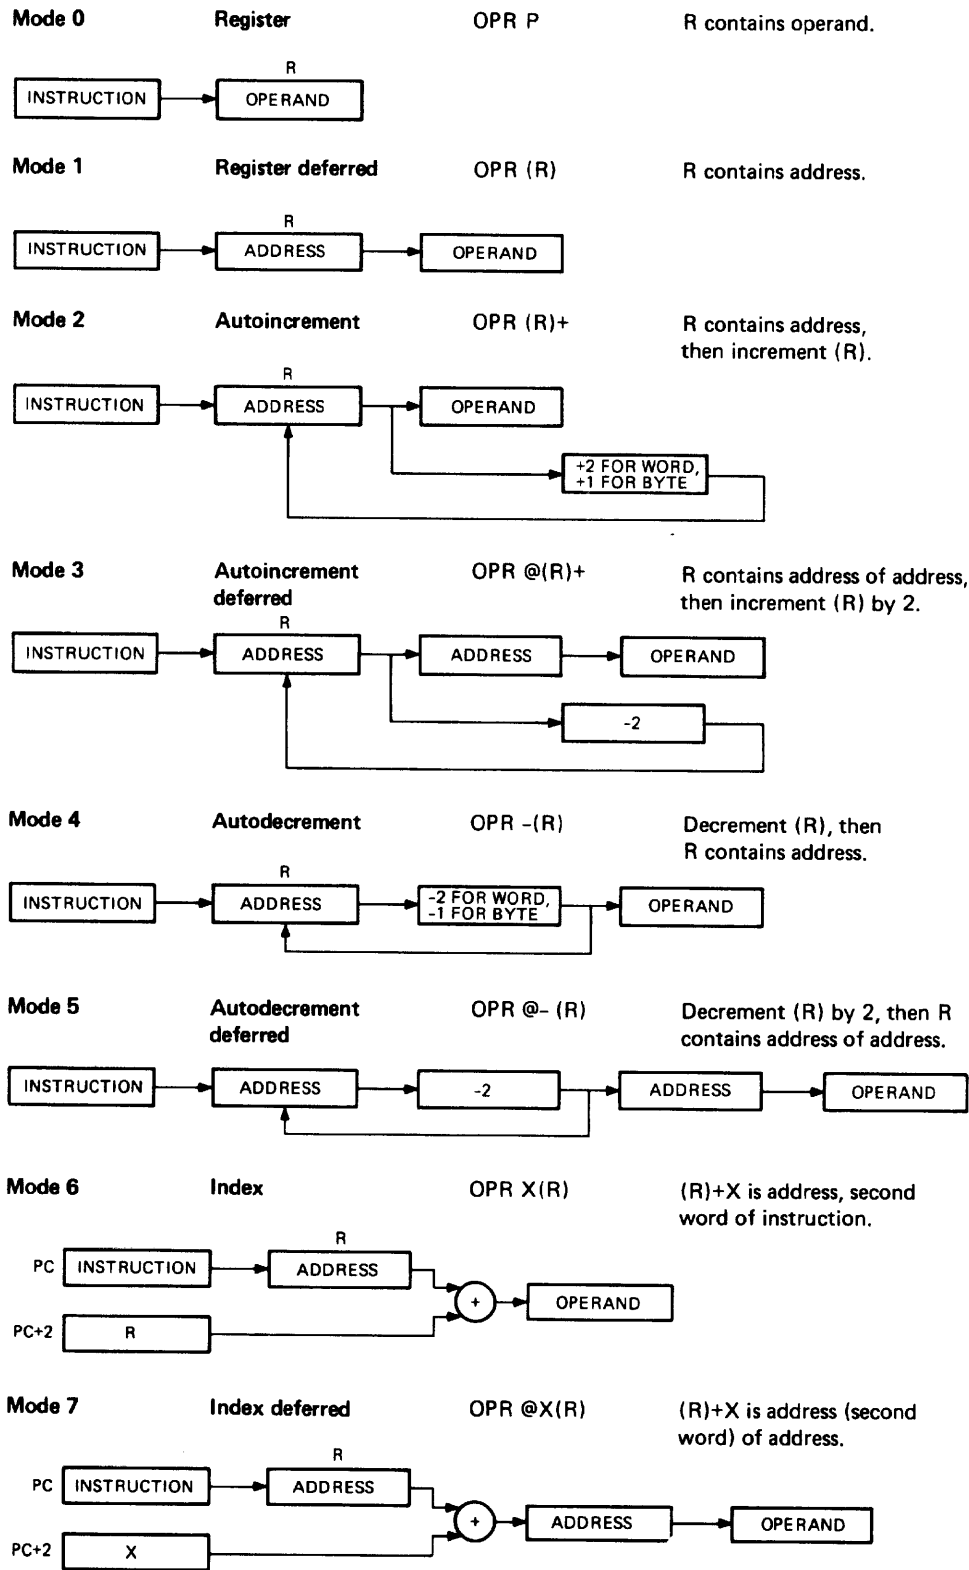 Mode 0 Register OPR P R contains operand.
R
INSTRUCTION OPERAND
Mode 1 Register deferred OPR (R) R contains address.
R
INSTRUCTION ADDRESS OPERAND
Mode 2 Autoincrement OPR (R)+ R contains address,
then increment (R).
R
INSTRUCTION ADDRESS OPERAND
+2 FOR WORD,
+1 FOR BYTE
Mode 3 Autoincrement OPR @(R)+ R contains address of address,
deferred then increment (R) by 2.
R
INSTRUCTION ADDRESS ADDRESS OPERAND
-2
Mode 4 Autodecrement OPR -(R) Decrement (R), then
R contains address.
R
INSTRUCTION ADDRESS -2 FOR WORD, OPERAND
-1 FOR BYTE
Mode 5 Autodecrement OPR @- (R) Decrement (R) by 2, then R
deferred contains address of address.
INSTRUCTION ADDRESS -2 ADDRESS OPERAND
Mode 6 Index OPR X(R) (R)+X is address, second
word of instruction.
R
PC INSTRUCTION ADDRESS
+ OPERAND
PC+2 R
Mode 7 Index deferred OPR @X(R) (R)+X is address (second
word) of address.
R
PC INSTRUCTION ADDRESS
+ ADDRESS OPERAND
PC+2 X